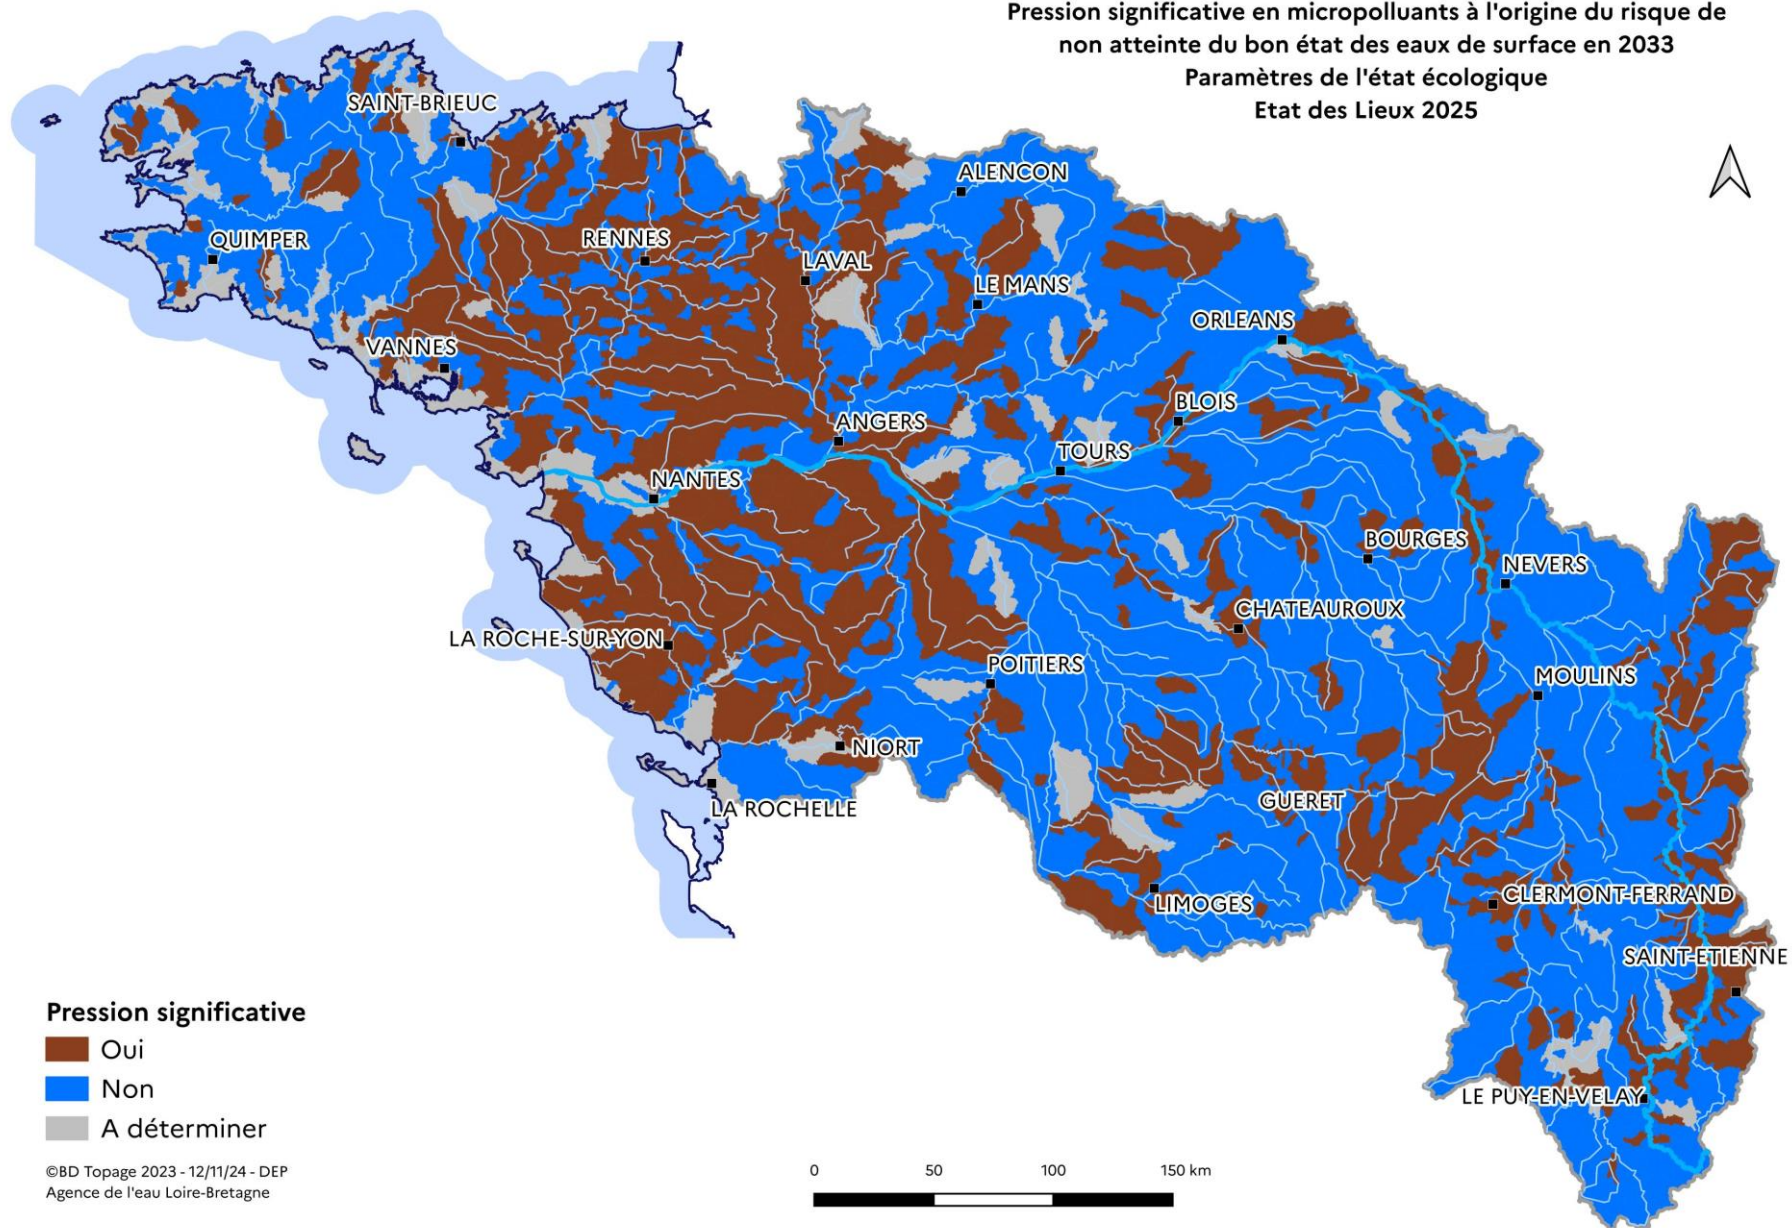 Pression significative en micropolluants à l'origine du risque de
non atteinte du bon état des eaux de surface en 2033
Paramètres de l'état écologique
Etat des Lieux 2025
SAINT-BRIEUC
ALENCON
QUIMPER
RENNES
LAVAL
LE MANS
ORLEANS
VANNES
BLOIS
ANGERS
TOURS
NANTES
BOURGES
NEVERS
CHATEAUROUX
LA ROCHE-SUR-YON
POITIERS
MOULINS
NIORT
LA ROCHELLE
GUERET
CLERMONT-FERRAND
LIMOGES
SAINT-ETIENNE
LE PUY-EN-VELAY
Pression significative
Oui
Non
A déterminer
©BD Topage 2023 - 12/11/24 - DEP
Agence de l'eau Loire-Bretagne
0 50 100 150 km